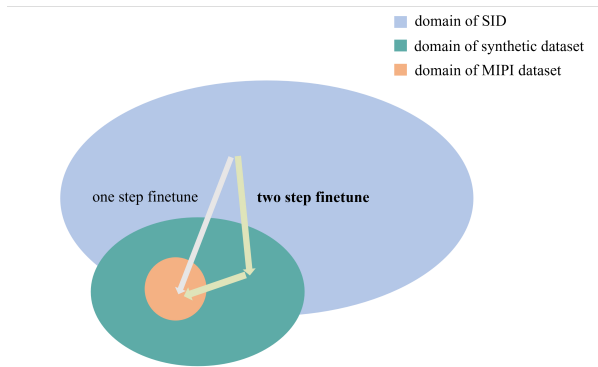 domain of SID
domain of synthetic dataset
domain of MIPI dataset
one step finetune
two step finetune